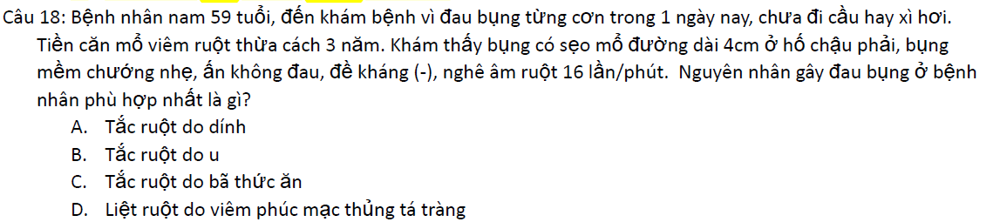 Câu 18: Bệnh nhân nam 59 tuổi, đến khám bệnh vì đau bụng từng cơn trong 1 ngày nay, chưa đi cầu hay xì hơi.
Tiền căn mổ viêm ruột thừa cách 3 năm. Khám thấy bụng có sẹo mổ đường dài 4cm ở hố chậu phải, bụng
mềm chướng nhẹ, ấn không đau, đề kháng (-), nghê âm ruột 16 lần/phút. Nguyên nhân gây đau bụng ở bệnh
nhân phù hợp nhất là gì?
A. Tắc ruột do dính
B. Tắc ruột do u
C. Tắc ruột do bã thức ăn
D. Liệt ruột do viêm phúc mạc thủng tá tràng